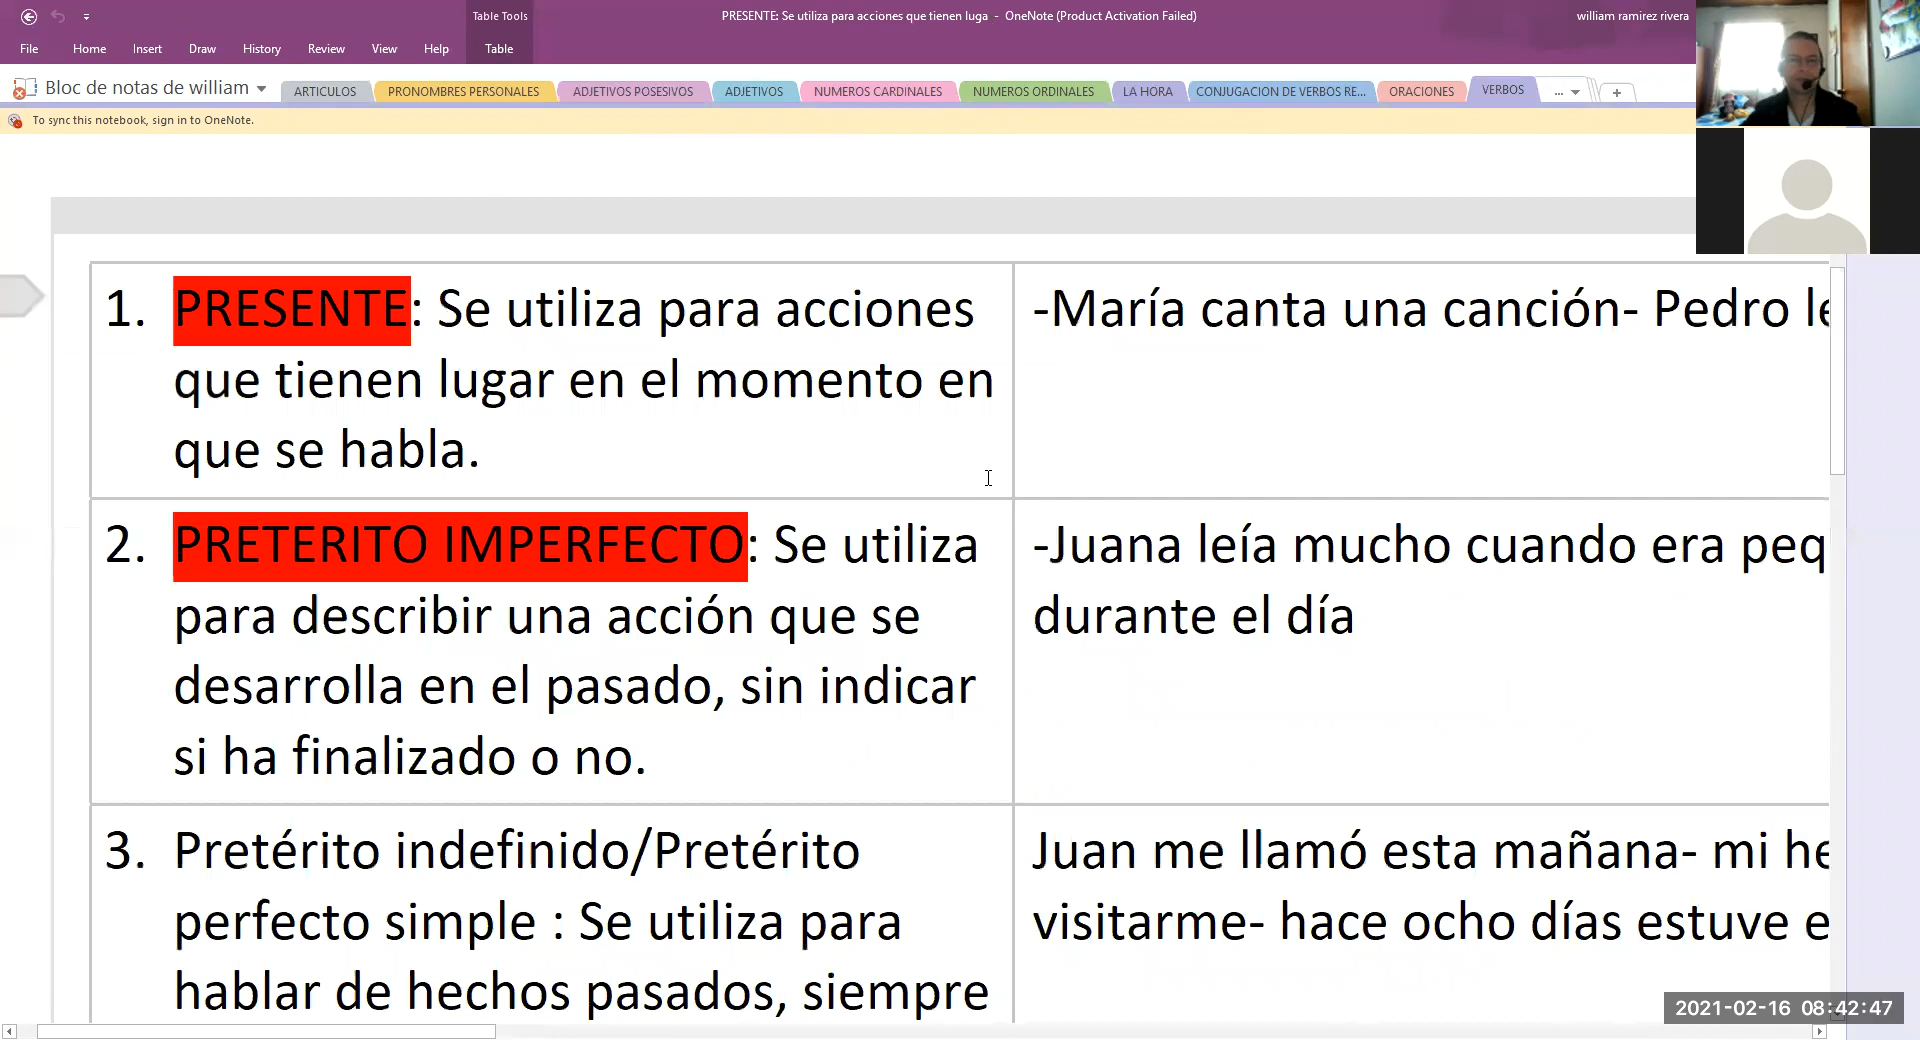 Table Tools
PRESENTE: Se utiliza para acciones que tienen luga - OneNote (Product Activation Failed)
william ramirez rivera
File Home Insert Draw History Review View Help Table
Bloc de notas de william
ARTICULOS PRONOMBRES PERSONALES ADJETIVOS POSESIVOS ADJETIVOS NUMEROS CARDINALES NUMEROS ORDINALES LA HORA CONJUGACION DE VERBOS RE... ORACIONES VERBOS ...
To sync this notebook, sign in to OneNote.
1. PRESENTE: Se utiliza para acciones
que tienen lugar en el momento en
que se habla.
-María canta una canción- Pedro le
2. PRETERITO IMPERFECTO: Se utiliza
para describir una acción que se
desarrolla en el pasado, sin indicar
si ha finalizado o no.
-Juana leía mucho cuando era peq
durante el día
3. Pretérito indefinido/Pretérito
perfecto simple : Se utiliza para
hablar de hechos pasados, siempre
Juan me llamó esta mañana- mi he
visitarme- hace ocho días estuve e
2021-02-16 08:42:47